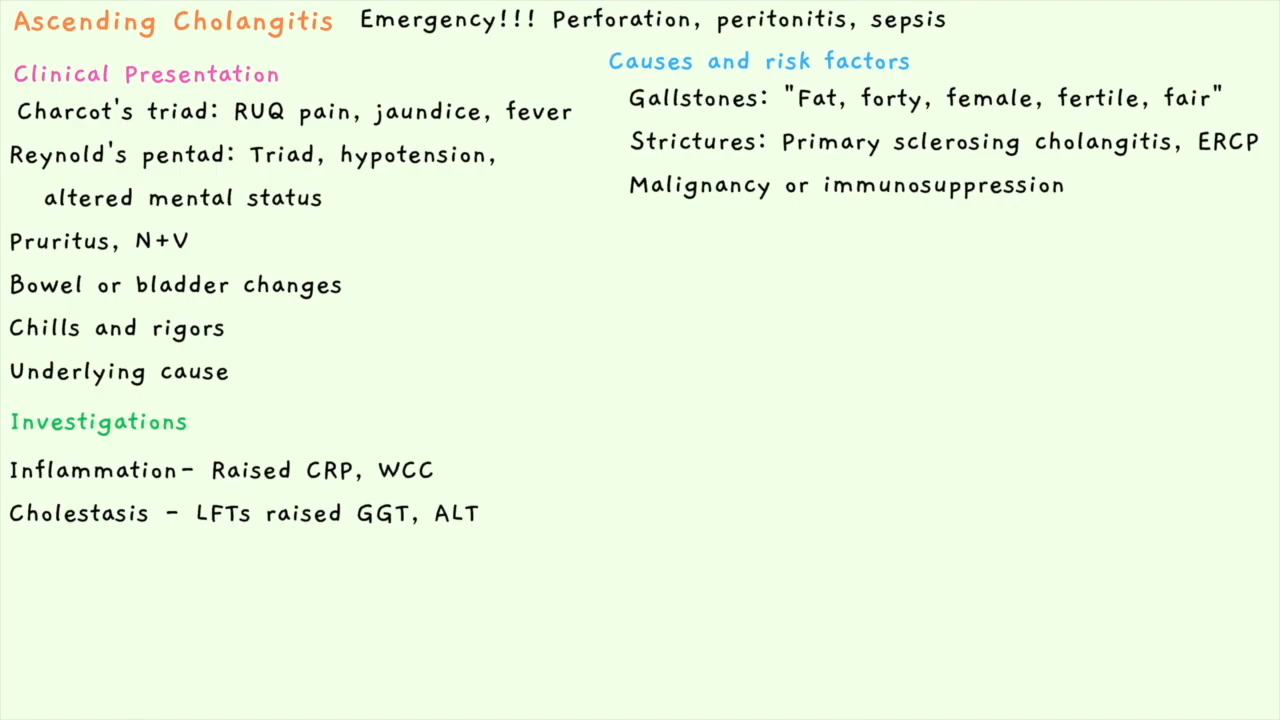 Ascending Cholangitis Emergency!!! Perforation, peritonitis, sepsis
Clinical Presentation
Charcot's triad: RUQ pain, jaundice, fever
Reynold's pentad: Triad, hypotension,
altered mental status
Pruritus, N+V
Bowel or bladder changes
Chills and rigors
Underlying cause
Investigations
Inflammation- Raised CRP, WCC
Cholestasis - LFTs raised GGT, ALT
Causes and risk factors
Gallstones: "Fat, forty, female, fertile, fair"
Strictures: Primary sclerosing cholangitis, ERCP
Malignancy or immunosuppression